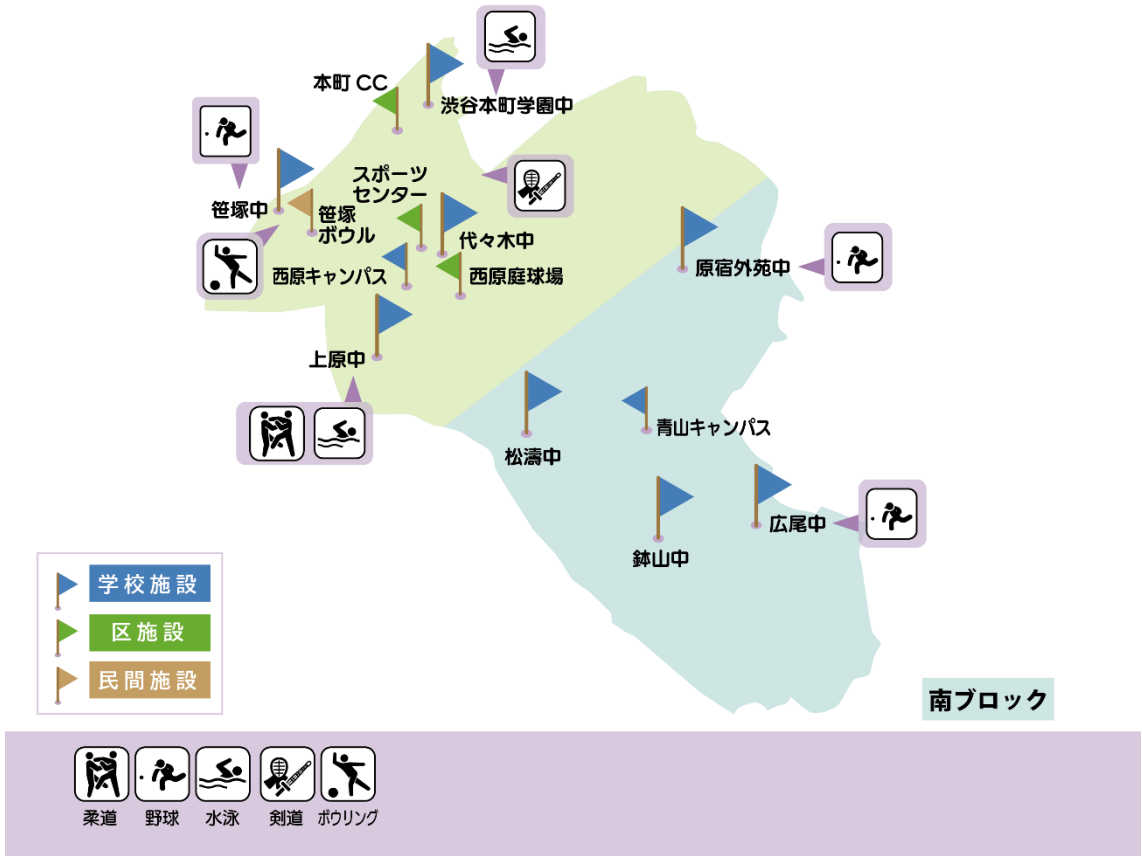 本町 CC
渋谷本町学園中
スポーツ
センター
笹塚中
笹塚
ボウル
代々木中
西原キャンパス
西原庭球場
原宿外苑中
上原中
青山キャンパス
松濤中
広尾中
鉢山中
学校施設
区施設
民間施設
南ブロック
柔道
野球
水泳
剣道
ボウリング